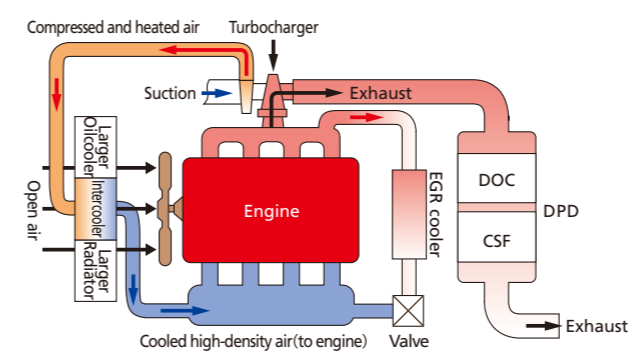 Compressed and heated air
Turbocharger
Suction
Exhaust
Larger
Oilcooler
Intercooler
Larger
Radiator
Open air
Engine
EGR cooler
DOC
CSF
DPD
Cooled high-density air(to engine)
Valve
Exhaust